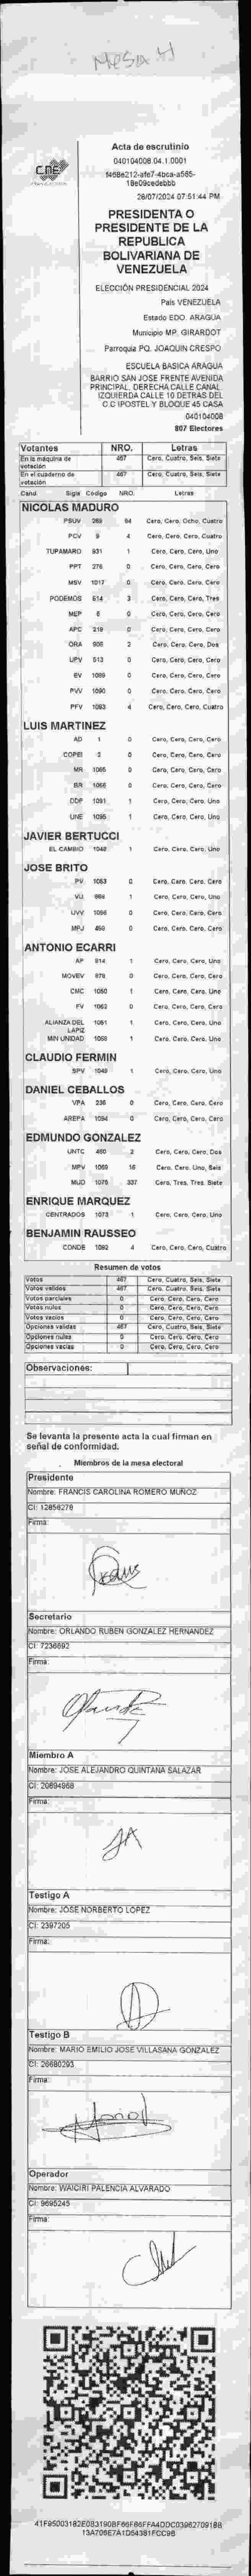 Mesa 4
CNE
Acta de escrutinio
040104008.04.1.0001
18e09cedebbb
28/07/2024 07:51:44 PM
PRESIDENTA O
PRESIDENTE DE LA
REPUBLICA
BOLIVARIANA DE
VENEZUELA
ELECCIÓN PRESIDENCIAL 2024
País VENEZUELA
Estado EDO. ARAGUA
Municipio MP. GIRARDOT
Parroquia PQ. JOAQUIN CRESPO
ESCUELA BASICA ARAGUA
BARRIO SAN JOSE FRENTE AVENIDA
PRINCIPAL. DERECHA CALLE CANAL.
IZQUIERDA CALLE 10 DETRAS DEL
C.C IPOSTEL Y BLOQUE 45 CASA
040104008
807 Electores
Votantes NRO. Letras
En la máquina de votación 467 Cero, Cuatro, Seis, Siete
En el cuaderno de votación 467 Cero, Cuatro, Seis, Siete
Cand Sigla Código NRO. Letras
NICOLAS MADURO
PSUV 269 84 Cero, Cero, Ocho, Cuatro
PCV 9 4 Cero, Cero, Cero, Cuatro
TUPAMARO 931 1 Cero, Cero, Cero, Uno
PPT 276 0 Cero, Cero, Cero, Cero
MSV 1017 0 Cero, Cero, Cero, Cero
PODEMOS 614 3 Cero, Cero, Cero, Tres
MEP 6 0 Cero, Cero, Cero, Cero
APC 219 0 Cero, Cero, Cero, Cero
ORA 906 2 Cero, Cero, Cero, Dos
UPV 613 0 Cero, Cero, Cero, Cero
EV 1089 0 Cero, Cero, Cero, Cero
PVV 1090 0 Cero, Cero, Cero, Cero
PFV 1093 4 Cero, Cero, Cero, Cuatro
LUIS MARTINEZ
AD 1 0 Cero, Cero, Cero, Cero
COPEI 2 0 Cero, Cero, Cero, Cero
MR 1065 0 Cero, Cero, Cero, Cero
BR 1066 0 Cero, Cero, Cero, Cero
DDP 1091 1 Cero, Cero, Cero, Uno
UNE 1095 1 Cero, Cero, Cero, Uno
JAVIER BERTUCCI
EL CAMBIO 1040 1 Cero, Cero, Cero, Uno
JOSE BRITO
PV 1053 0 Cero, Cero, Cero, Cero
VU 868 1 Cero, Cero, Cero, Uno
UVV 1096 0 Cero, Cero, Cero, Cero
MPJ 450 0 Cero, Cero, Cero, Cero
ANTONIO ECARRI
AP 914 1 Cero, Cero, Cero, Uno
MOVEV 979 0 Cero, Cero, Cero, Cero
CMC 1050 1 Cero, Cero, Cero, Uno
FV 1063 0 Cero, Cero, Cero, Cero
ALIANZA DEL LAPIZ 1061 1 Cero, Cero, Cero, Uno
MIN UNIDAD 1058 1 Cero, Cero, Cero, Uno
CLAUDIO FERMIN
SPV 1049 1 Cero, Cero, Cero, Uno
DANIEL CEBALLOS
VPA 236 0 Cero, Cero, Cero, Cero
AREPA 1094 0 Cero, Cero, Cero, Cero
EDMUNDO GONZALEZ
UNTC 460 2 Cero, Cero, Cero, Dos
MPV 1069 16 Cero, Cero, Uno, Seis
MUD 1079 337 Cero, Tres, Tres, Siete
ENRIQUE MARQUEZ
CENTRADOS 1073 1 Cero, Cero, Cero, Uno
BENJAMIN RAUSSEO
CONDE 1092 4 Cero, Cero, Cero, Cuatro
Resumen de votos
Votos 467 Cero, Cuatro, Seis, Siete
Votos validos 467 Cero, Cuatro, Seis, Siete
Votos parciales 0 Cero, Cero, Cero, Cero
Votos nulos 0 Cero, Cero, Cero, Cero
Votos vacíos 0 Cero, Cero, Cero, Cero
Opciones validas 467 Cero, Cuatro, Seis, Siete
Opciones nulas 0 Cero, Cero, Cero, Cero
Opciones vacias 0 Cero, Cero, Cero, Cero
Observaciones:
Se levanta la presente acta la cual firman en
señal de conformidad.
Miembros de la mesa electoral
Presidente
Nombre: FRANCIS CAROLINA ROMERO MUÑOZ
CI: 12856278
Firma:
Secretario
Nombre: ORLANDO RUBEN GONZALEZ HERNANDEZ
CI: 7236692
Firma:
Miembro A
Nombre: JOSE ALEJANDRO QUINTANA SALAZAR
CI: 20894968
Firma:
Testigo A
Nombre: JOSE NORBERTO LOPEZ
CI: 2397205
Firma:
Testigo B
Nombre: MARIO EMILIO JOSE VILLASANA GONZALEZ
CI: 26680293
Firma:
Operador
Nombre: WAICIRI PALENCIA ALVARADO
CI: 9695245
Firma: